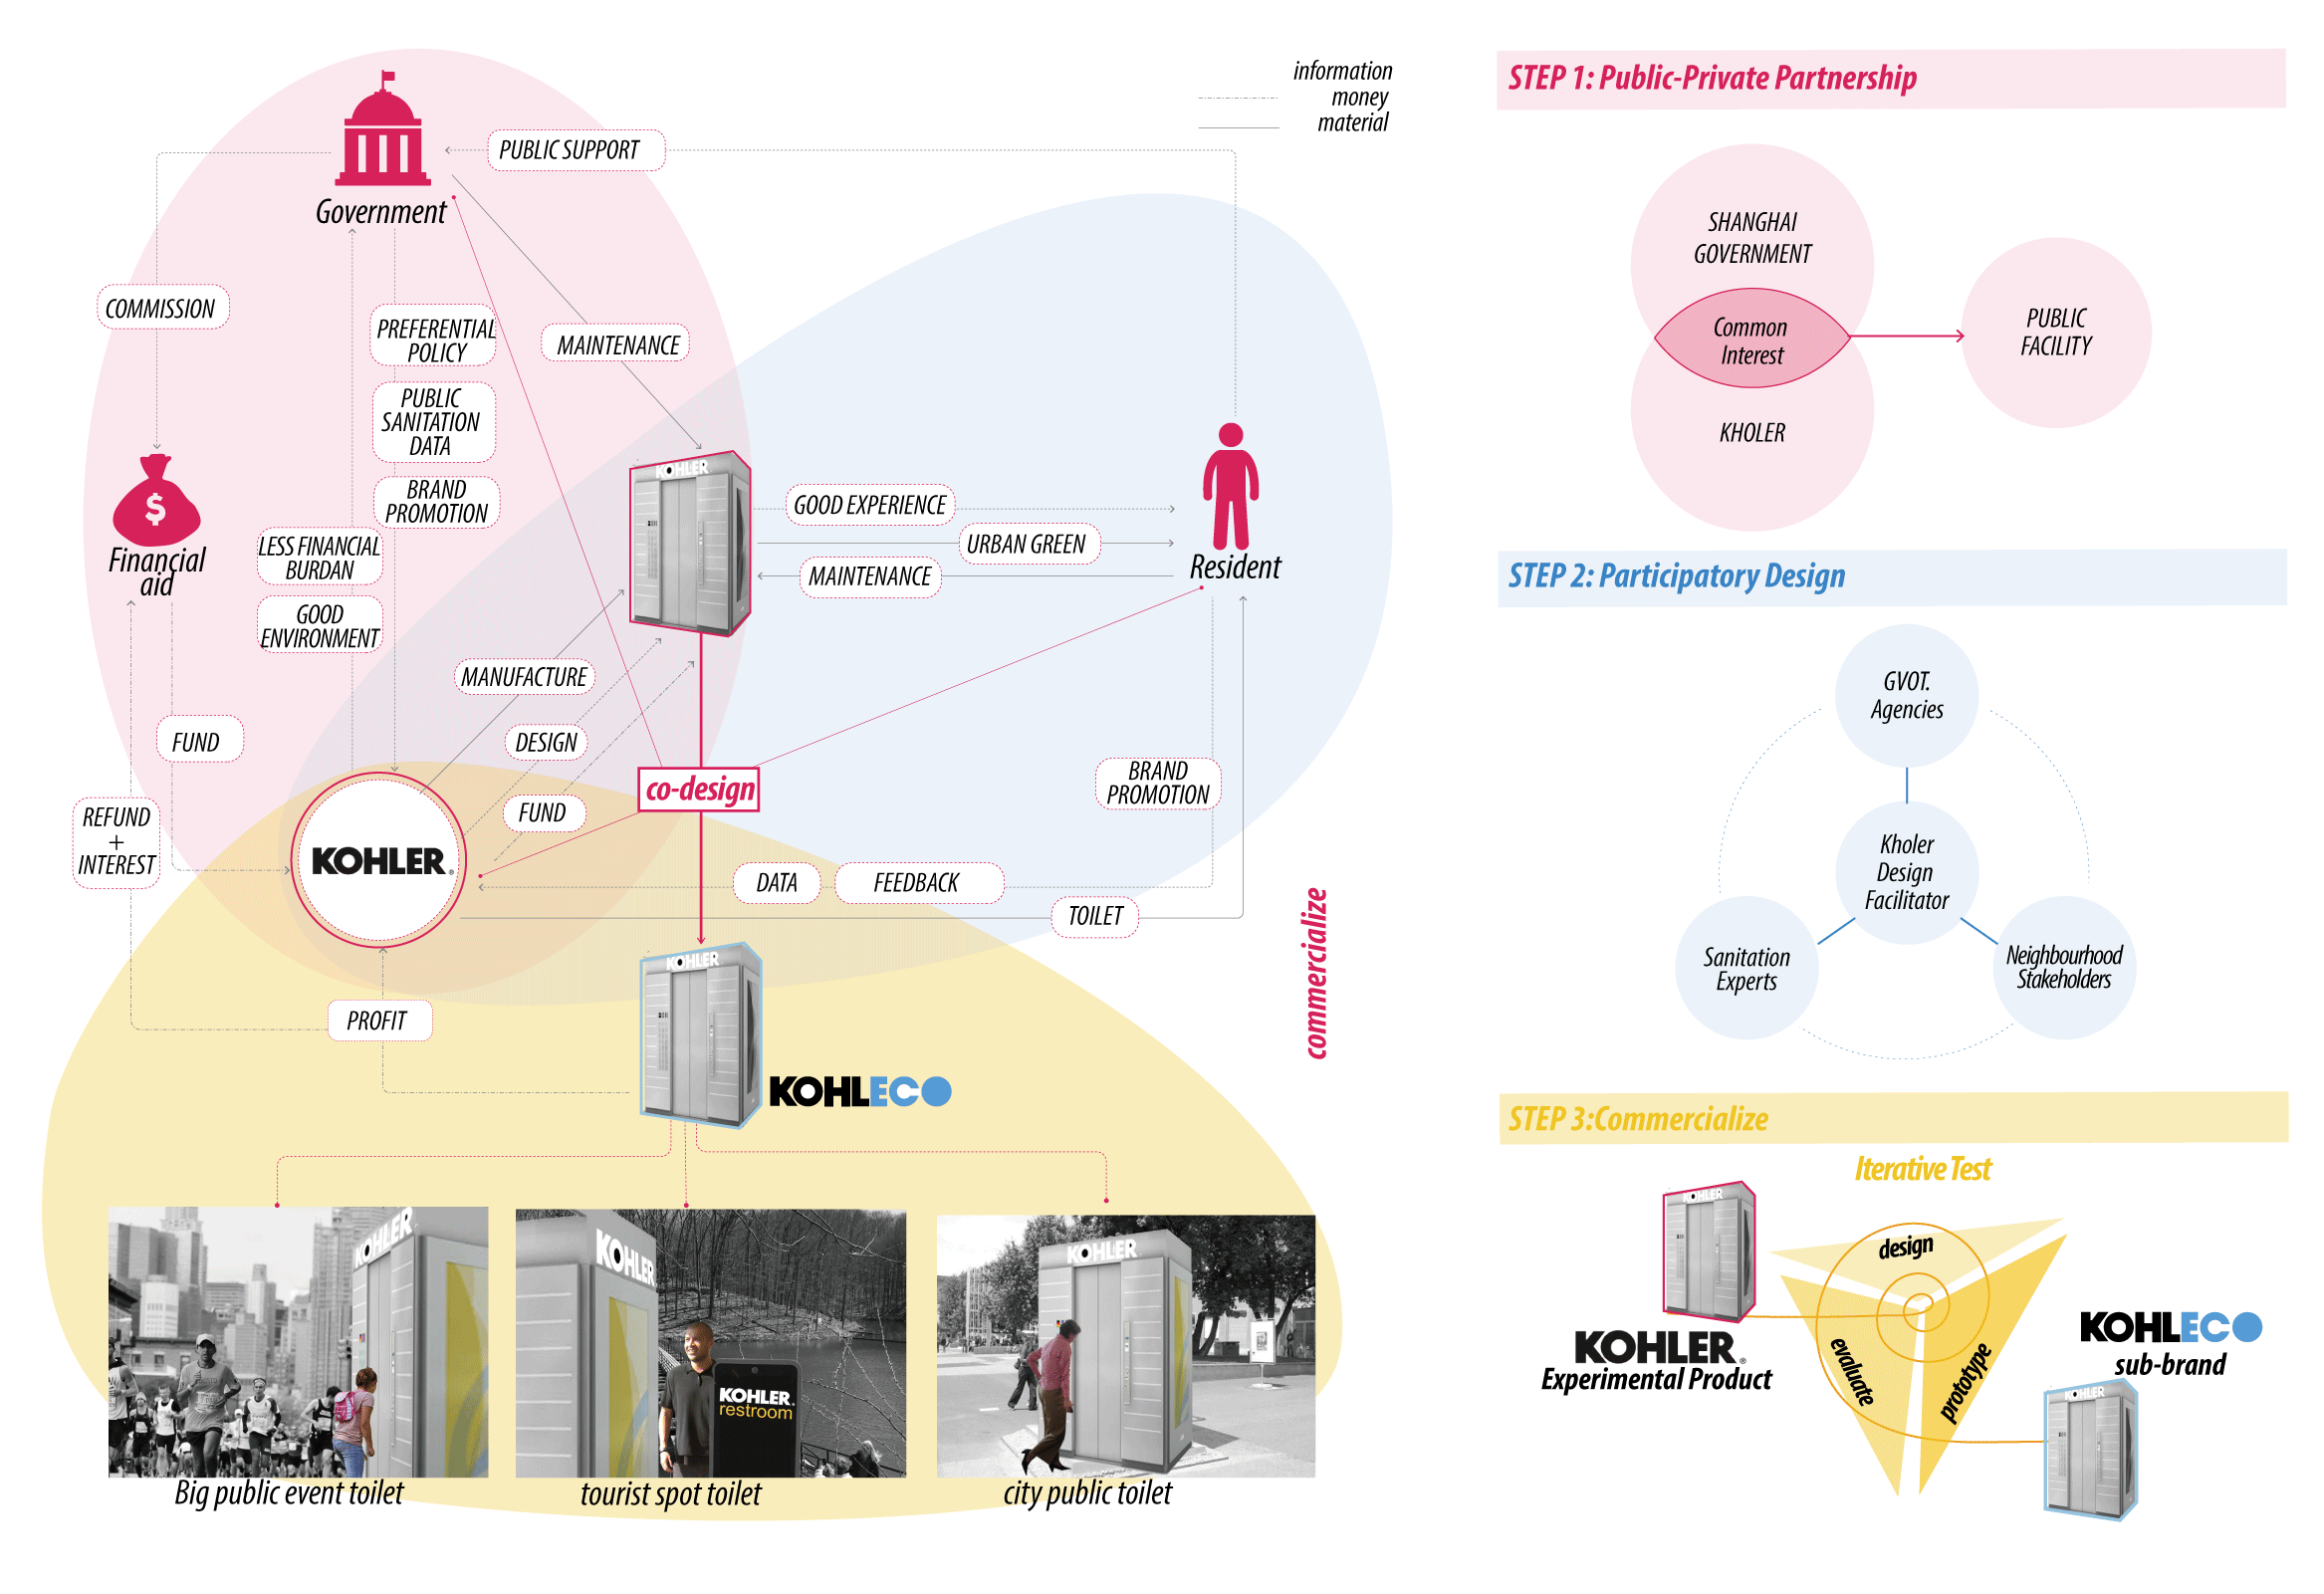 information
money
material
PUBLIC SUPPORT
Government
COMMISSION
PREFERENTIAL
POLICY
MAINTENANCE
PUBLIC
SANITATION
DATA
BRAND
PROMOTION
KOHLER
GOOD EXPERIENCE
URBAN GREEN
MAINTENANCE
Resident
$
Financial
aid
LESS FINANCIAL
BURDAN
GOOD
ENVIRONMENT
MANUFACTURE
DESIGN
FUND
FUND
co-design
BRAND
PROMOTION
REFUND
+
INTEREST
KOHLER®
DATA
FEEDBACK
TOILET
commercialize
PROFIT
KOHLER
KOHLECO
KOHLER
KOHLER
KOHLER.
restroom
KOHLER
Big public event toilet
tourist spot toilet
city public toilet
STEP 1: Public-Private Partnership
SHANGHAI
GOVERNMENT
Common
Interest
KHOLER
PUBLIC
FACILITY
STEP 2: Participatory Design
GVOT.
Agencies
Kholer
Design
Facilitator
Sanitation
Experts
Neighbourhood
Stakeholders
STEP 3:Commercialize
Iterative Test
KOHLER
KOHLER®
Experimental Product
design
evaluate
prototype
KOHLECO
sub-brand
KOHLER